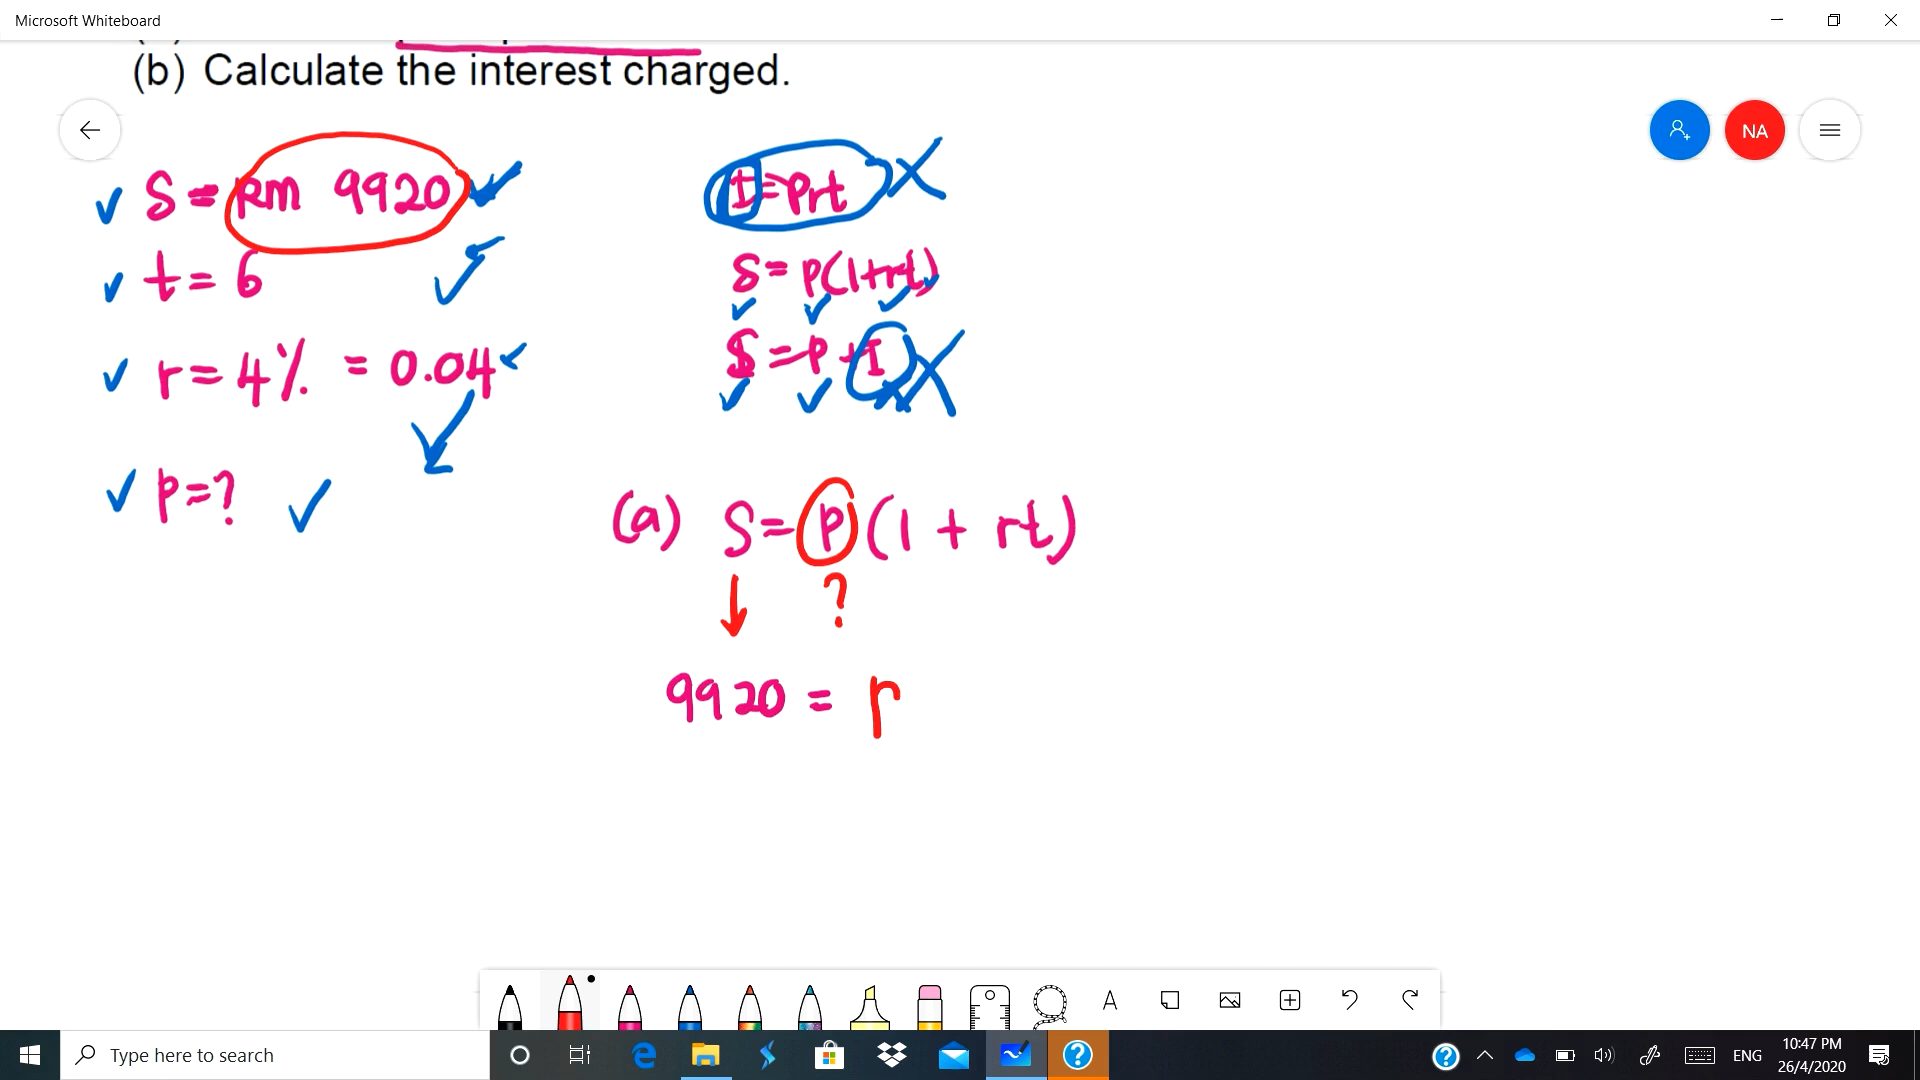 Microsoft Whiteboard
(b) Calculate the interest charged.
NA
S = RM 9920
t = 6
r = 4% = 0.04
P = ?
I = Prt
S = P(1+rt)
S = P + I
(a) S = P (1 + rt)
?
9920 =
Type here to search
ENG
10:47 PM
26/4/2020